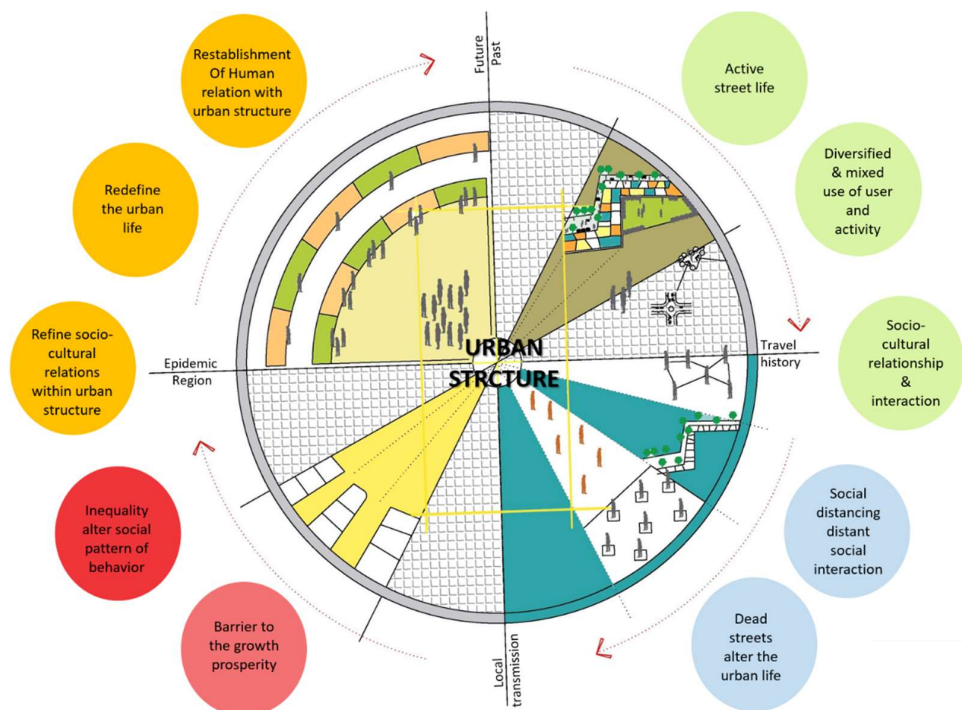 Restablishment
Of Human
relation with
urban structure
Future
Past
Active
street life
Redefine
the urban
life
Diversified
& mixed
use of user
and
activity
Refine socio-
cultural
relations within
urban structure
Epidemic
Region
URBAN
STRCTURE
Travel
history
Socio-
cultural
relationship
&
interaction
Inequality
alter social
pattern of
behavior
Social
distancing
distant
social
interaction
Barrier to
the growth
prosperity
Local
transmission
Dead
streets
alter the
urban life